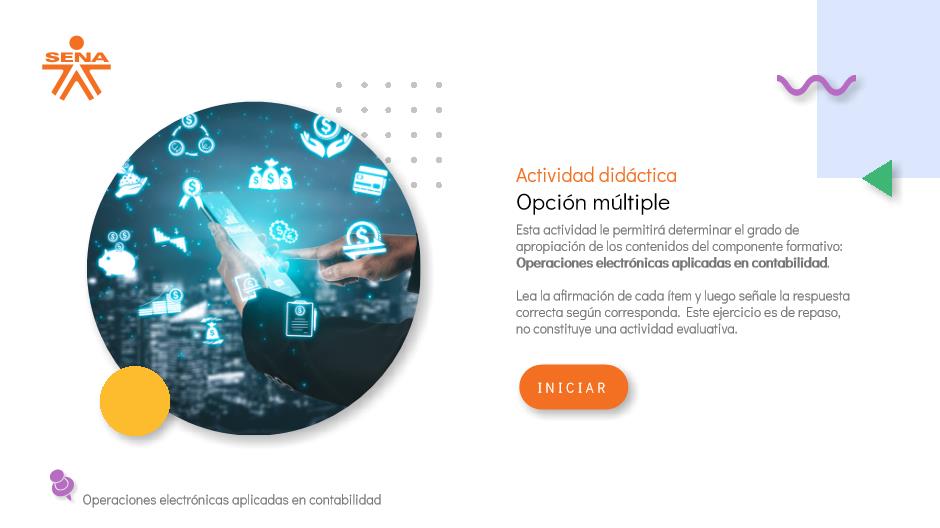 SENA
Actividad didáctica
Opción múltiple
Esta actividad le permitirá determinar el grado de
apropiación de los contenidos del componente formativo:
Operaciones electrónicas aplicadas en contabilidad.
Lea la afirmación de cada ítem y luego señale la respuesta
correcta según corresponda. Este ejercicio es de repaso,
no constituye una actividad evaluativa.
INICIAR
Operaciones electrónicas aplicadas en contabilidad